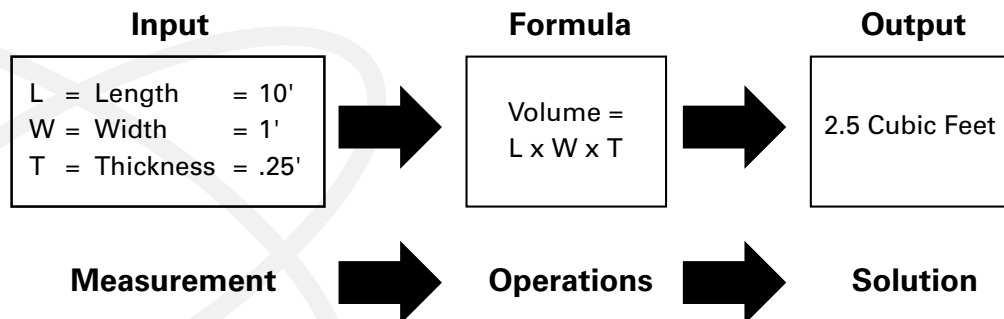 Input
Formula
Output
L = Length = 10'
W = Width = 1'
T = Thickness = .25'
Volume =
L x W x T
2.5 Cubic Feet
Measurement
Operations
Solution